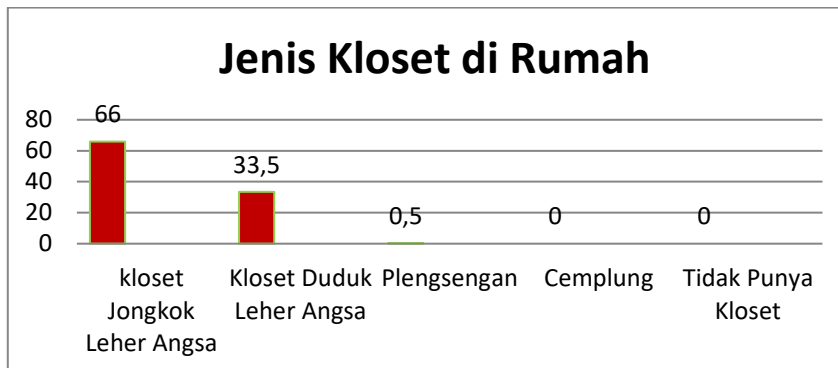 Jenis Kloset di Rumah
80
60
40
20
0
66
33,5
0,5
0
0
kloset
Jongkok
Leher Angsa
Kloset Duduk
Leher Angsa
Plengsengan
Cemplung
Tidak Punya
Kloset